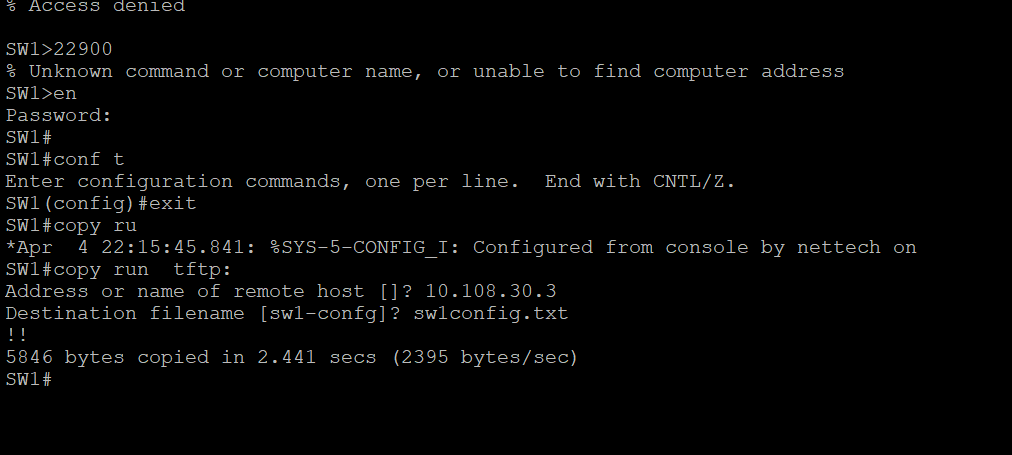 % Access denied
SW1>22900
% Unknown command or computer name, or unable to find computer address
SW1>en
Password:
SW1#
SW1#conf t
Enter configuration commands, one per line.  End with CNTL/Z.
SW1(config)#exit
SW1#copy ru
*Apr  4 22:15:45.841: %SYS-5-CONFIG_I: Configured from console by nettech on
SW1#copy run  tftp:
Address or name of remote host []? 10.108.30.3
Destination filename [sw1-confg]? sw1config.txt
!!
5846 bytes copied in 2.441 secs (2395 bytes/sec)
SW1#